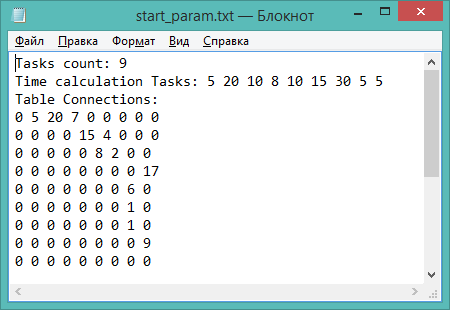 start_param.txt — Блокнот
Файл Правка Формат Вид Справка
Tasks count: 9
Time calculation Tasks: 5 20 10 8 10 15 30 5 5
Table Connections:
0 5 20 7 0 0 0 0 0
0 0 0 0 15 4 0 0 0
0 0 0 0 0 8 2 0 0
0 0 0 0 0 0 0 0 17
0 0 0 0 0 0 0 6 0
0 0 0 0 0 0 0 1 0
0 0 0 0 0 0 0 1 0
0 0 0 0 0 0 0 0 9
0 0 0 0 0 0 0 0 0